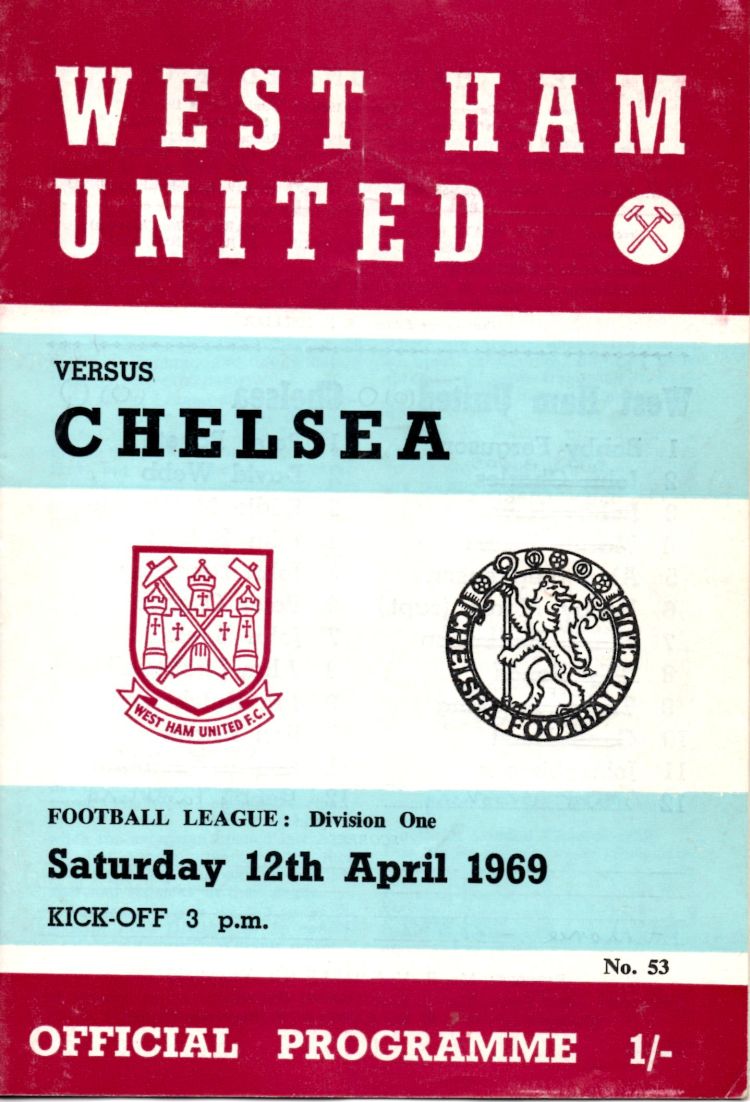 WEST HAM
UNITED
VERSUS
CHELSEA
WEST HAM UNITED F.C.
CHELSEA FOOTBALL CLUB
FOOTBALL LEAGUE: Division One
Saturday 12th April 1969
KICK-OFF 3 p.m.
No. 53
OFFICIAL PROGRAMME 1/-